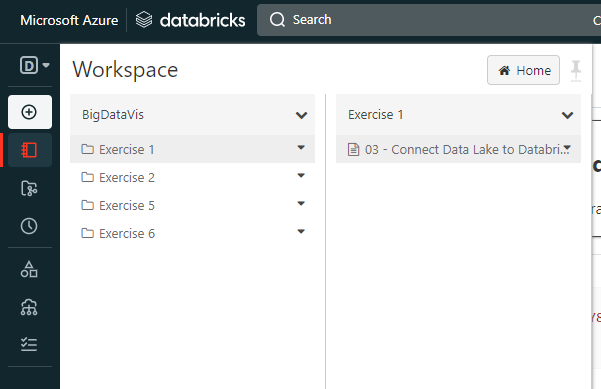 Microsoft Azure databricks Search
D
Workspace Home
BigDataVis
Exercise 1
Exercise 2
Exercise 5
Exercise 6
Exercise 1
03 - Connect Data Lake to Databri...